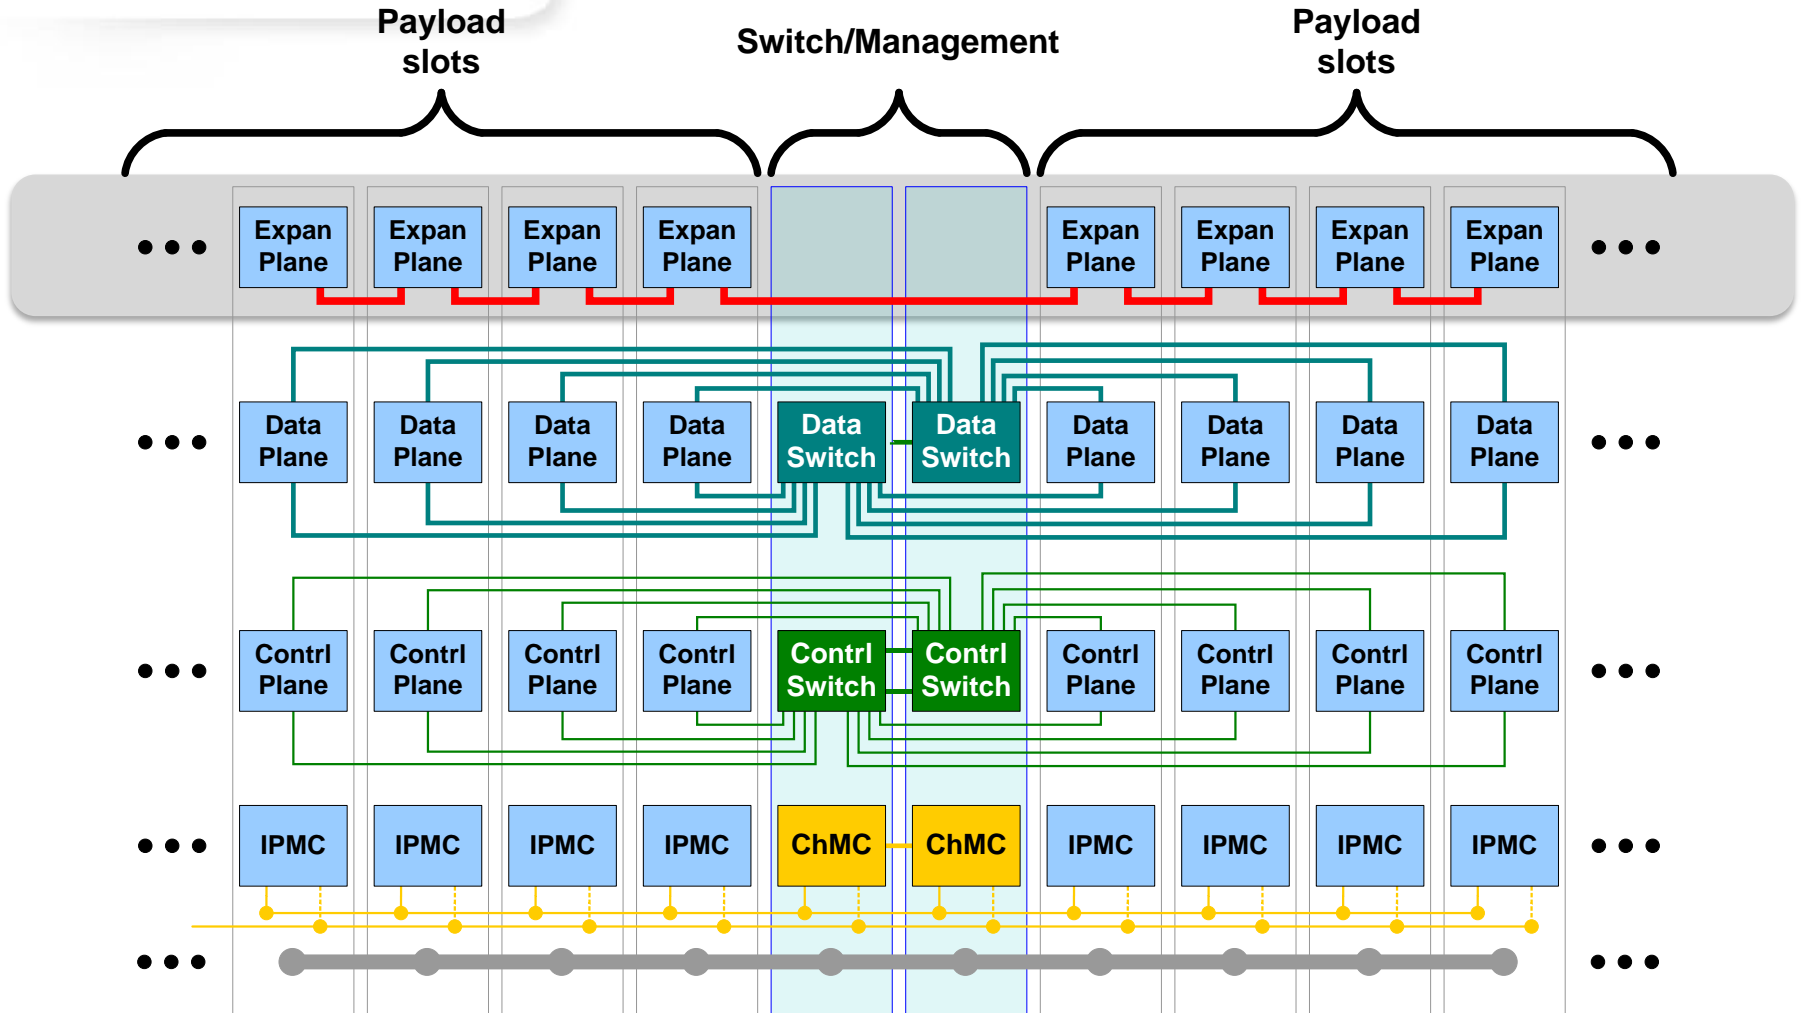 Payload
slots
Switch/Management
Payload
slots
Expan
Plane
Expan
Plane
Expan
Plane
Expan
Plane
Expan
Plane
Expan
Plane
Expan
Plane
Expan
Plane
Data
Plane
Data
Plane
Data
Plane
Data
Plane
Data
Switch
Data
Switch
Data
Plane
Data
Plane
Data
Plane
Data
Plane
Contrl
Plane
Contrl
Plane
Contrl
Plane
Contrl
Plane
Contrl
Switch
Contrl
Switch
Contrl
Plane
Contrl
Plane
Contrl
Plane
Contrl
Plane
IPMC
IPMC
IPMC
IPMC
ChMC
ChMC
IPMC
IPMC
IPMC
IPMC